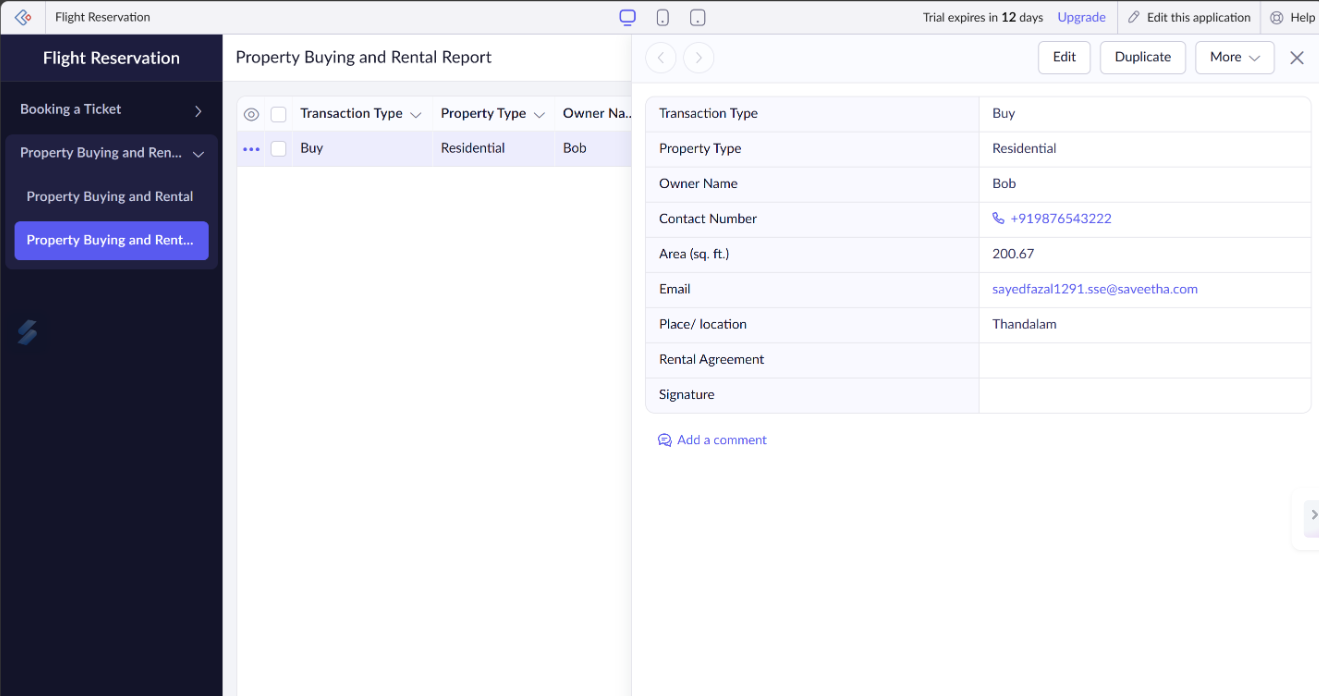 Flight Reservation
Trial expires in 12 days Upgrade Edit this application Help
Flight Reservation
Booking a Ticket
Property Buying and Ren...
Property Buying and Rental
Property Buying and Rent...
Property Buying and Rental Report
Transaction Type Property Type Owner Na..
Buy Residential Bob
Edit Duplicate More
Transaction Type Buy
Property Type Residential
Owner Name Bob
Contact Number +919876543222
Area (sq. ft.) 200.67
Email sayedfazal1291.sse@saveetha.com
Place/ location Thandalam
Rental Agreement
Signature
Add a comment